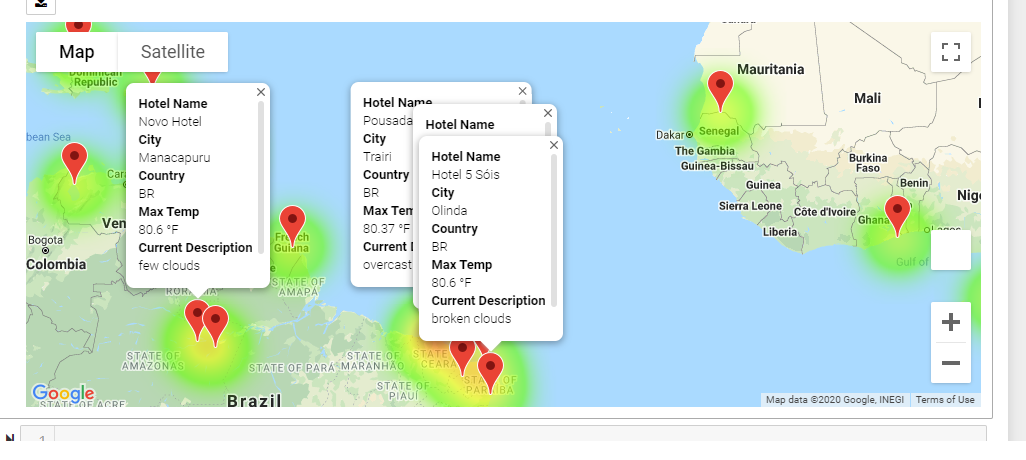 Map
Satellite
Dominican
Republic
bean Sea
Cara
Ven
Bogota
Colombia
Hotel Name
Novo Hotel
City
Manacapuru
Country
BR
Max Temp
80.6 °F
Current Description
few clouds
French
Guiana
RORAIMA
STATE OF
AMAPÁ
Hotel Name
Pousada
City
Trairi
Country
BR
Max Tem
80.37 °F
Current
overcast
Hotel Name
Hotel Name
Hotel 5 Sóis
City
Olinda
Country
BR
Max Temp
80.6 °F
Current Description
broken clouds
STATE OF
AMAZONAS
STATE OF PARÁ
STATE OF
MARANHÃO
STATE OF
CEARÁ
STATE OF
PARAÍBA
STATE OF
PIAUÍ
STATE OF ACRE
Brazil
Google
Mauritania
Mali
Dakar
Senegal
The Gambia
Guinea-Bissau
Guinea
Sierra Leone
Liberia
Côte d'Ivoire
Burkina
Faso
Ghana
Benin
Nige
Lagos
Gulf of
Map data ©2020 Google, INEGI
Terms of Use
1